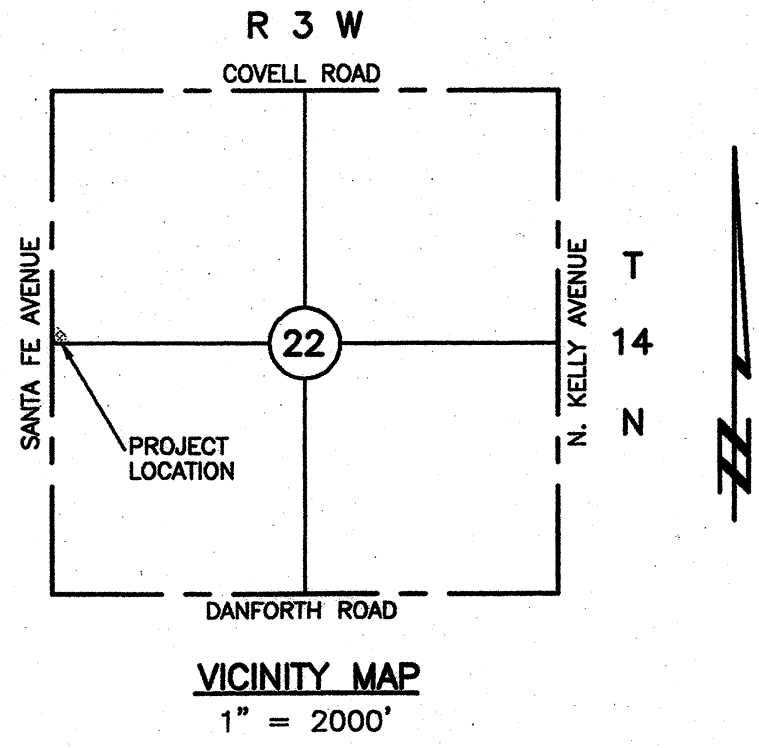 R 3 W
COVELL ROAD
SANTA FE AVENUE
N. KELLY AVENUE
T
14
N
22
PROJECT
LOCATION
DANFORTH ROAD
VICINITY MAP
1" = 2000'